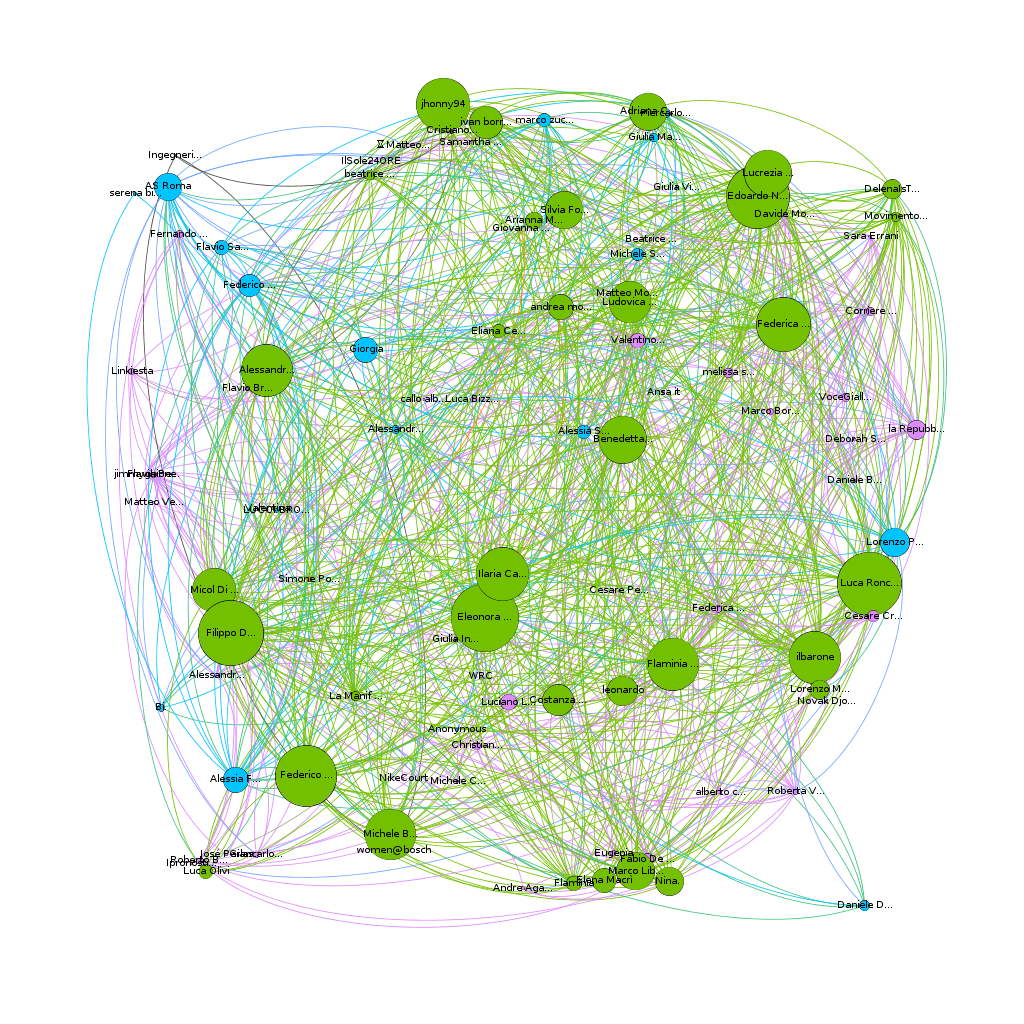 jhonny94
Adriana C...
Piercarlo...
ivan borr...
marco zuc...
Cristiano...
Giulia Ma...
Samantha ...
Matteo...
Ingegneri...
IlSole24ORE
beatrice ...
Lucrezia ...
AS Roma
serena bi...
Giulia Vi...
DelenaIsT...
Edoardo N...
Silvia Fo...
Davide Mo...
Movimento...
Arianna M...
Giovanna ...
Fernando ...
Sara Errani
Beatrice ...
Flavio Sa...
Michele S...
Federico ...
Matteo Mo...
Ludovica ...
andrea mo...
Corriere ...
Federica ...
Eliana Ce...
Valentino...
Giorgia
Alessandr...
Linkiesta
melissa s...
Flavio Br...
Ansa.it
callo alb...
Luca Bizz...
VoceGiall...
Marco Bor...
Alessandr...
Alessia S...
la Repubb...
Benedetta...
Deborah S...
Matteo Ve...
Daniele B...
Valentina
Lorenzo P...
Ilaria Ca...
Simone Po...
Luca Ronc...
Micol Di ...
Cesare Pe...
Federica ...
Eleonora ...
Cesare Cr...
Filippo D...
Giulia In...
ilbarone
Flaminia ...
Alessandr...
WRC
leonardo
Lorenzo M...
La Manif ...
Luciano L...
Costanza ...
Novak Djo...
Bi
Anonymous
Christian...
Federico ...
Alessia F...
NikeCourt
Michele C...
alberto c...
Roberta V...
Michele B...
women@bosch
Jose Paras
Giancarlo...
Eugenia
Fabio De ...
Roberto B...
Luca Olivi
Marco Lib...
Flaminia
Elena Macri
Nina.
Andre Aga...
Daniele D...